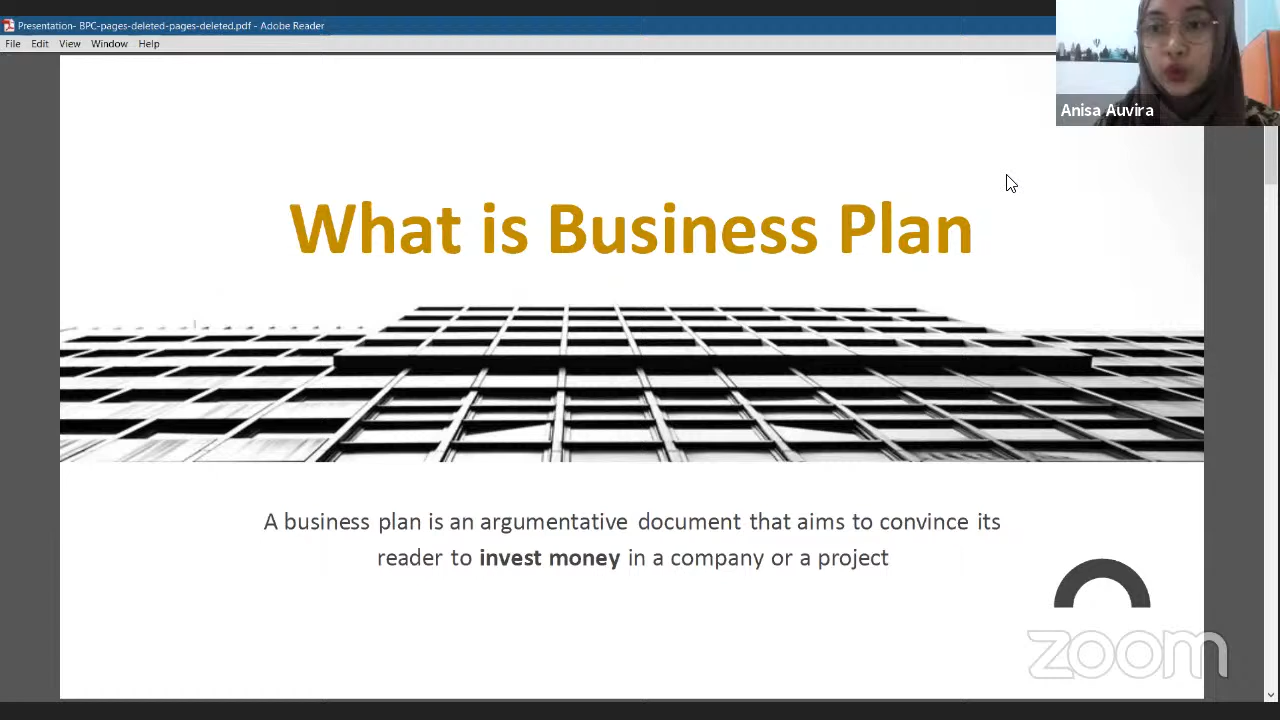 Presentation- BPC-pages-deleted-pages-deleted.pdf - Adobe Reader
File Edit View Window Help
Anisa Auvira
What is Business Plan
A business plan is an argumentative document that aims to convince its
reader to invest money in a company or a project
zoom